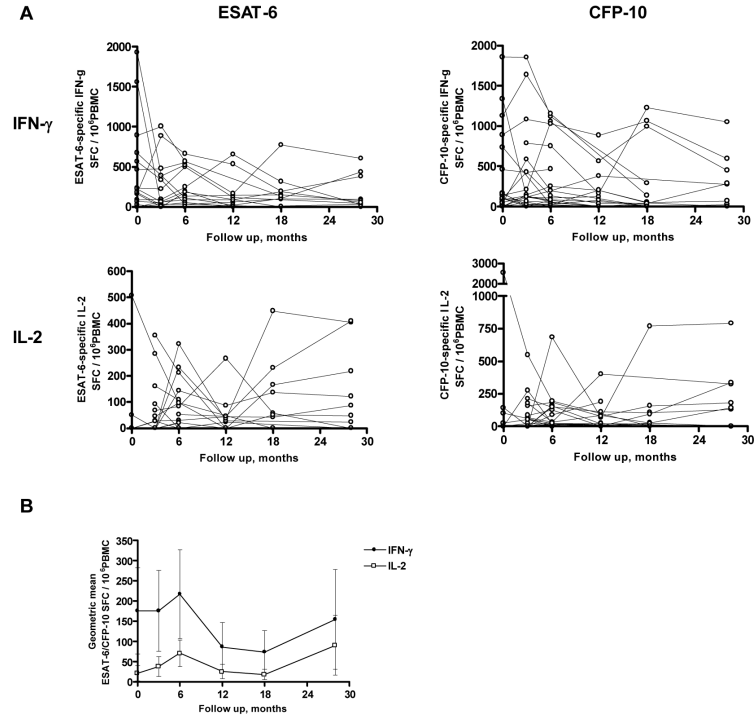 A
ESAT-6
CFP-10
IFN-γ
ESAT-6-specific IFN-g
SFC / 10⁶PBMC
2000
1500
1000
500
0
0 6 12 18 24 30
Follow up, months
CFP-10-specific IFN-g
SFC / 10⁶PBMC
2000
1500
1000
500
0
0 6 12 18 24 30
Follow up, months
IL-2
ESAT-6-specific IL-2
SFC / 10⁶PBMC
600
500
400
300
200
100
0
0 6 12 18 24 30
Follow up, months
CFP-10-specific IL-2
SFC / 10⁶PBMC
3000
2000
1000
750
500
250
0
0 6 12 18 24 30
Follow up, months
B
Geometric mean
ESAT-6/CFP-10 SFC / 10⁶PBMC
350
300
250
200
150
100
50
0
0 6 12 18 24 30
Follow up, months
IFN-γ
IL-2